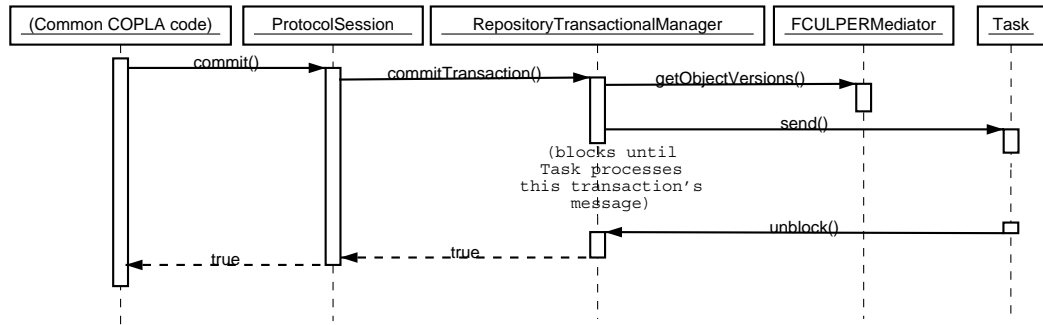 (Common COPLA code)
ProtocolSession
RepositoryTransactionalManager
FCULPERMediator
Task
commit()
commitTransaction()
getObjectVersions()
send()
(blocks until
Task processes
this transaction's
message)
unblock()
true
true